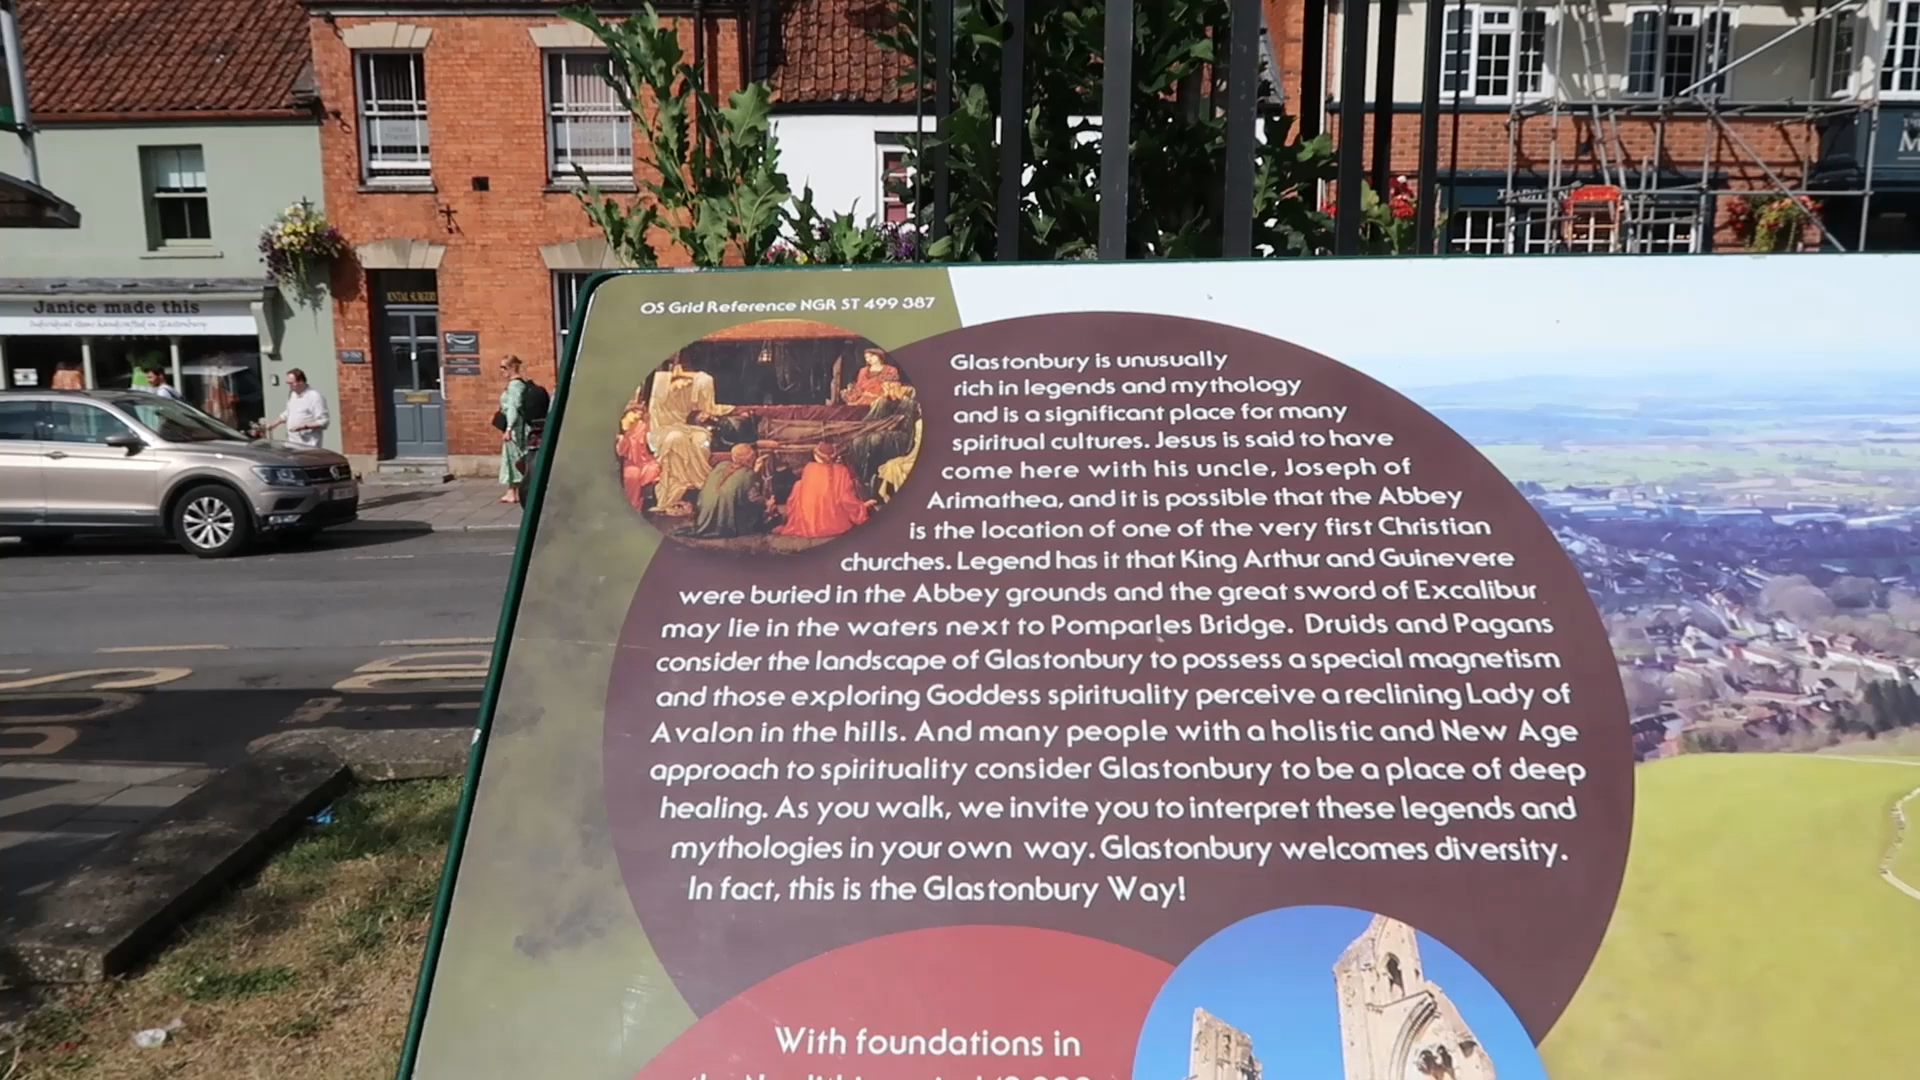 Janice made this
DENTAL SURGERY
OS Grid Reference NGR ST 499 387
Glastonbury is unusually
rich in legends and mythology
and is a significant place for many
spiritual cultures. Jesus is said to have
come here with his uncle, Joseph of
Arimathea, and it is possible that the Abbey
is the location of one of the very first Christian
churches. Legend has it that King Arthur and Guinevere
were buried in the Abbey grounds and the great sword of Excalibur
may lie in the waters next to Pomparles Bridge. Druids and Pagans
consider the landscape of Glastonbury to possess a special magnetism
and those exploring Goddess spirituality perceive a reclining Lady of
Avalon in the hills. And many people with a holistic and New Age
approach to spirituality consider Glastonbury to be a place of deep
healing. As you walk, we invite you to interpret these legends and
mythologies in your own way. Glastonbury welcomes diversity.
In fact, this is the Glastonbury Way!
With foundations in